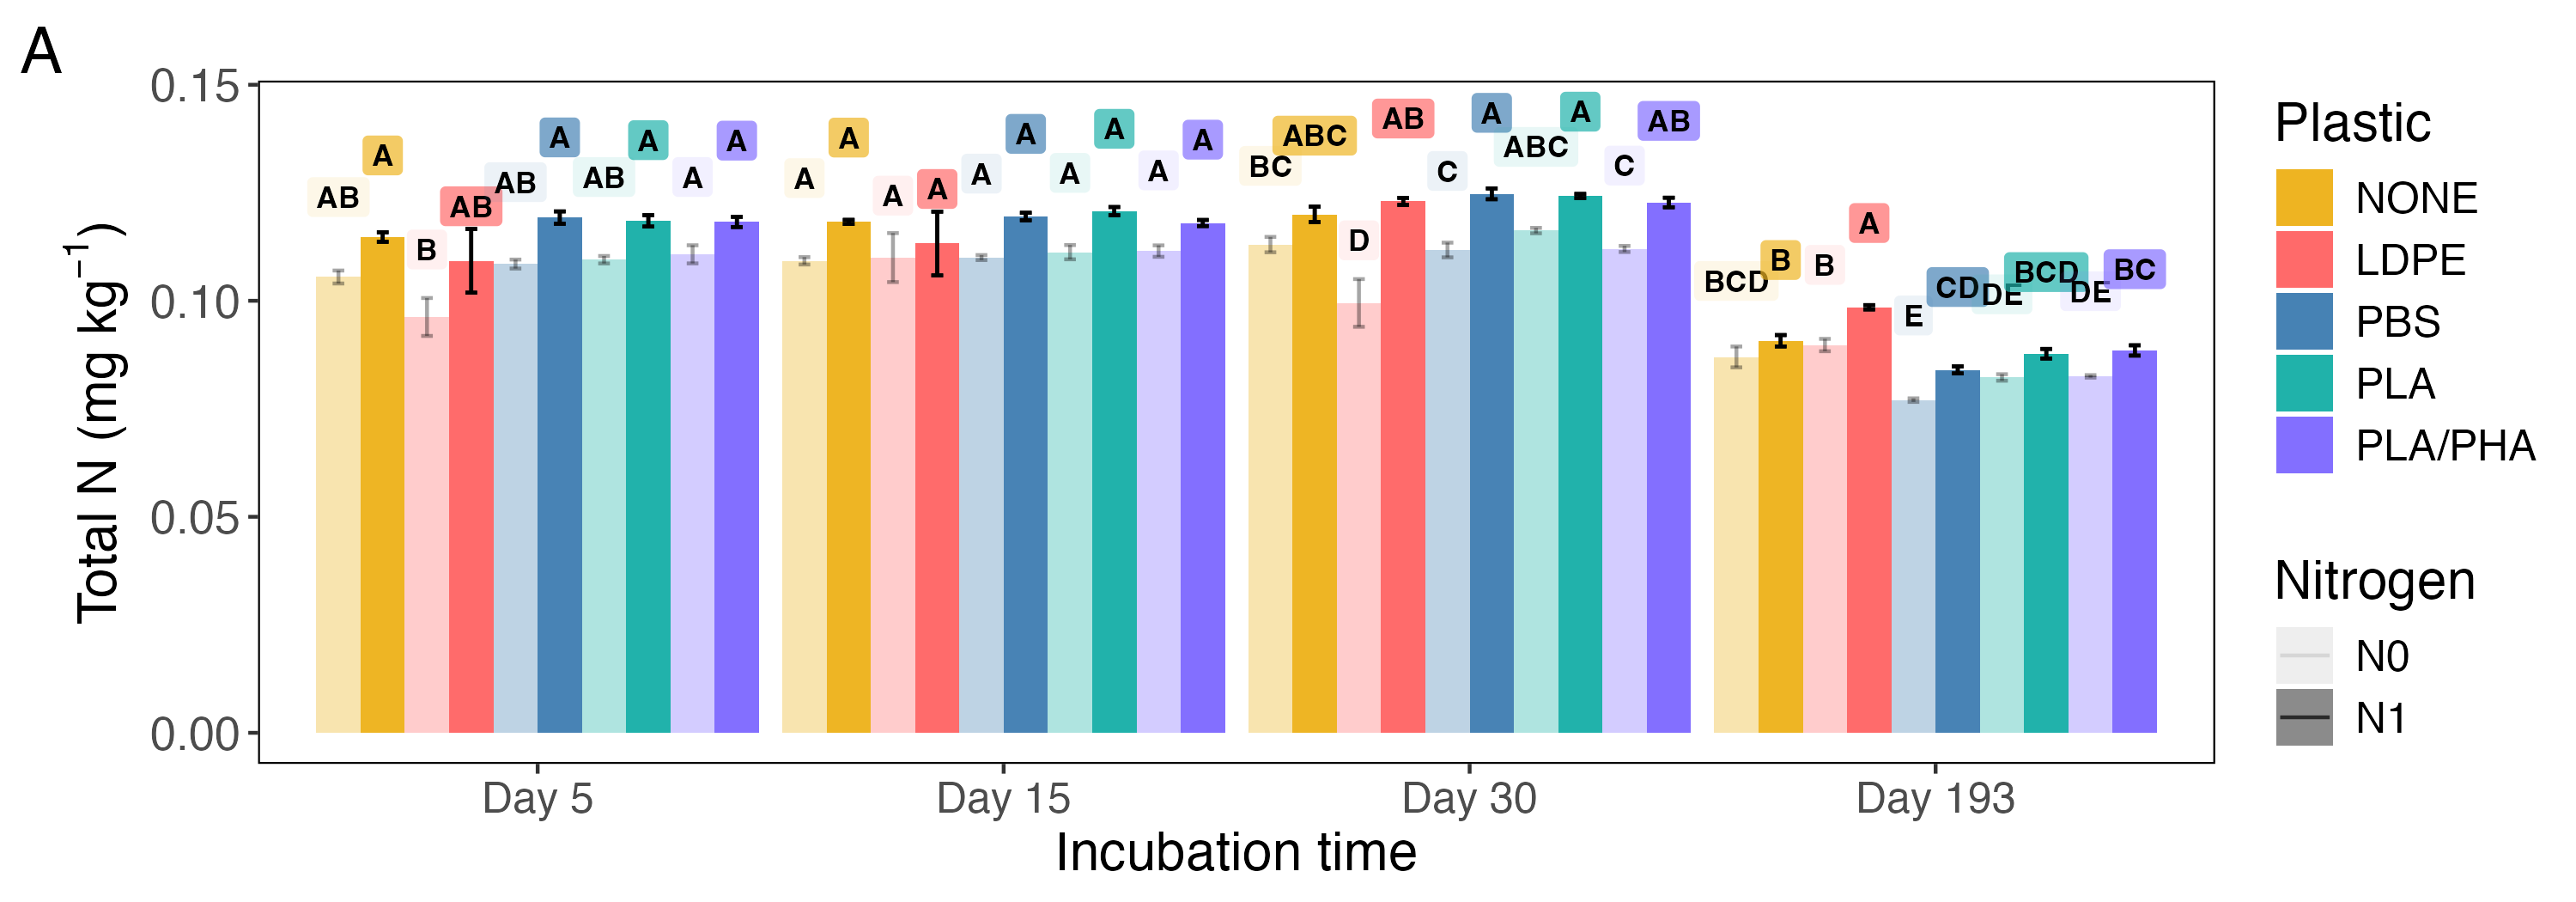 A
0.15
0.10
0.05
0.00
Total N (mg kg⁻¹)
AB A B AB AB A AB A A A
A A A A A A A A A A
BC ABC D AB C A ABC A C AB
BCD B B A E CD DE BCD DE BC
Day 5 Day 15 Day 30 Day 193
Incubation time
Plastic
NONE
LDPE
PBS
PLA
PLA/PHA
Nitrogen
N0
N1